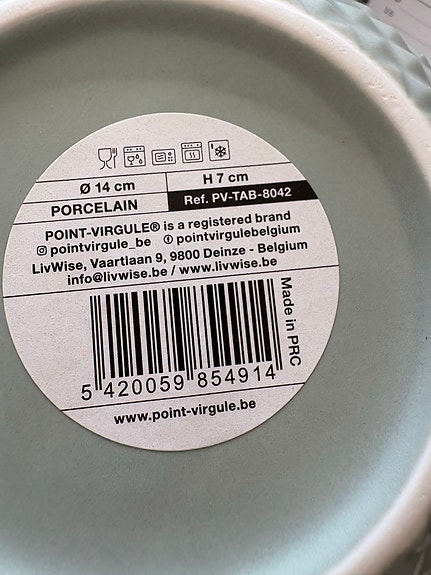 Ø 14 cm H 7 cm
PORCELAIN Ref. PV-TAB-8042
POINT-VIRGULE® is a registered brand
pointvirgule_be pointvirgulebelgium
LivWise, Vaartlaan 9, 9800 Deinze - Belgium
info@livwise.be / www.livwise.be
Made in PRC
5 420059 854914
www.point-virgule.be